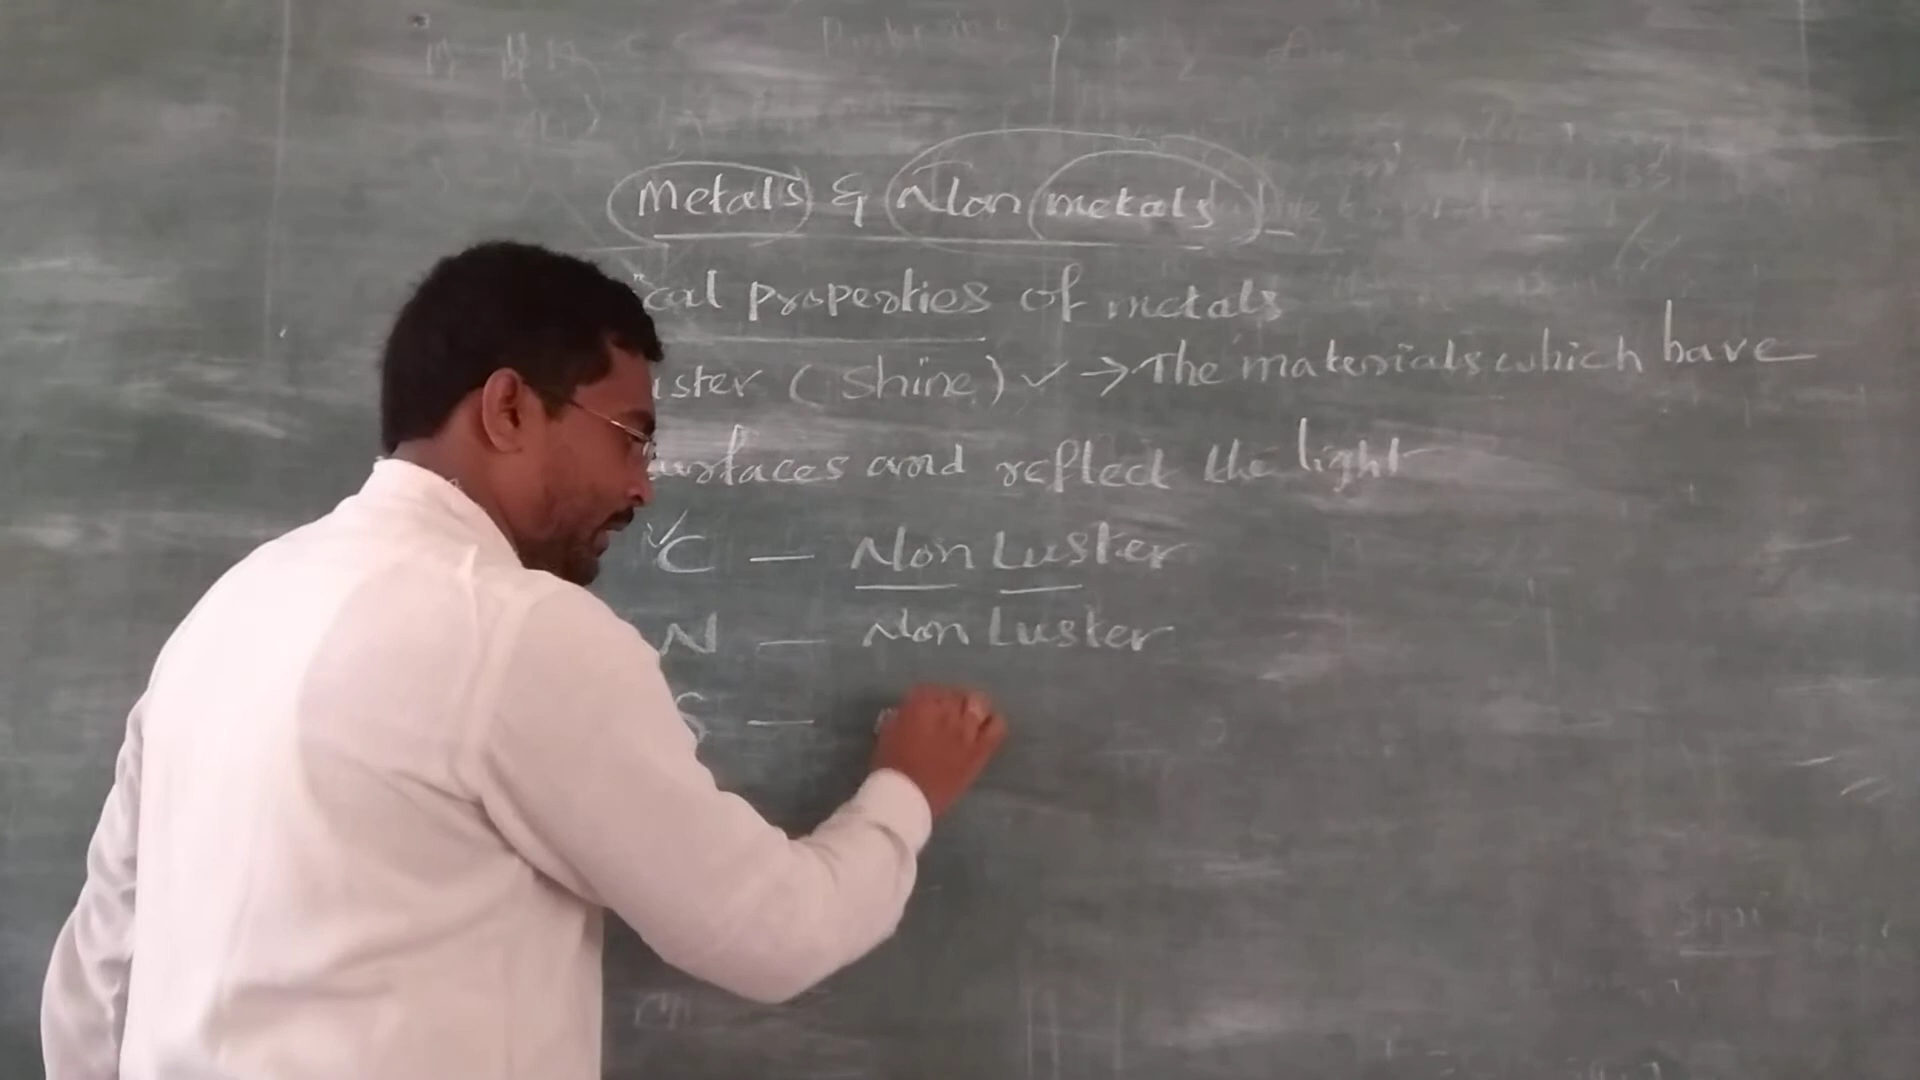 Metals & Non metals
cal properties of metals
uster (Shine) ✓ → The materials which have
surfaces and reflect the light
C — Non Luster
N — Non Luster
S —